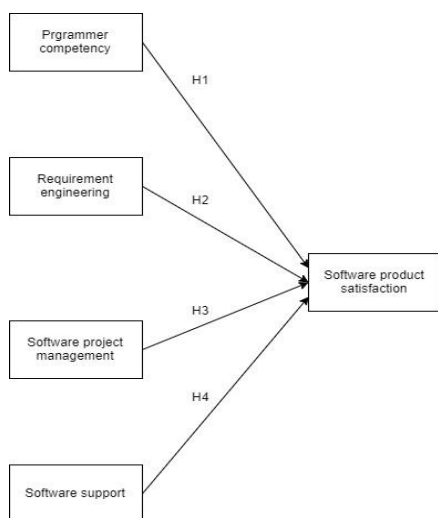 Prgrammer
competency
H1
Requirement
engineering
H2
Software product
satisfaction
H3
Software project
management
H4
Software support